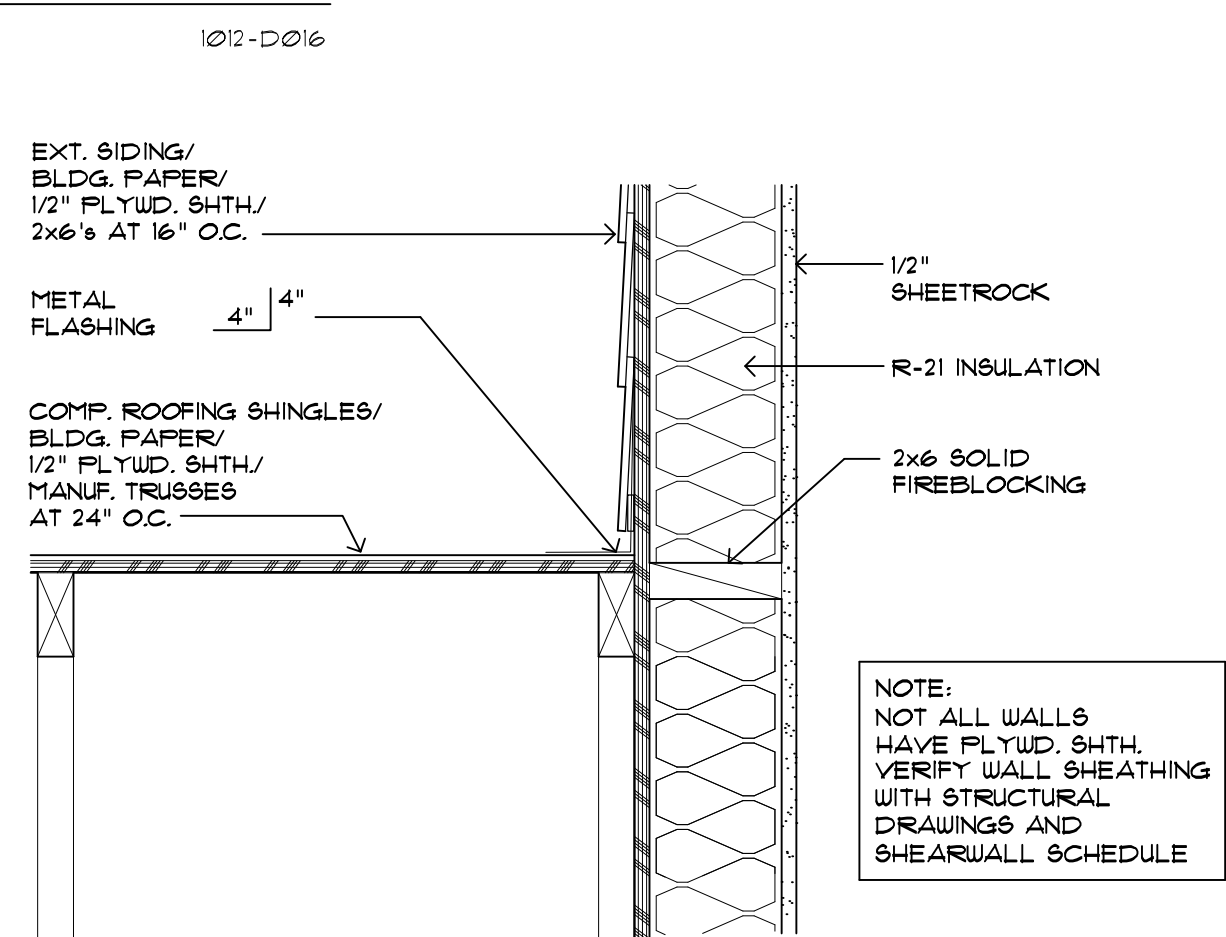 1012-D016
EXT. SIDING/
BLDG. PAPER/
1/2" PLYWD. SHTH./
2x6's AT 16" O.C.
METAL
FLASHING
4"
4"
COMP. ROOFING SHINGLES/
BLDG. PAPER/
1/2" PLYWD. SHTH./
MANUF. TRUSSES
AT 24" O.C.
1/2"
SHEETROCK
R-21 INSULATION
2x6 SOLID
FIREBLOCKING
NOTE:
NOT ALL WALLS
HAVE PLYWD. SHTH.
VERIFY WALL SHEATHING
WITH STRUCTURAL
DRAWINGS AND
SHEARWALL SCHEDULE